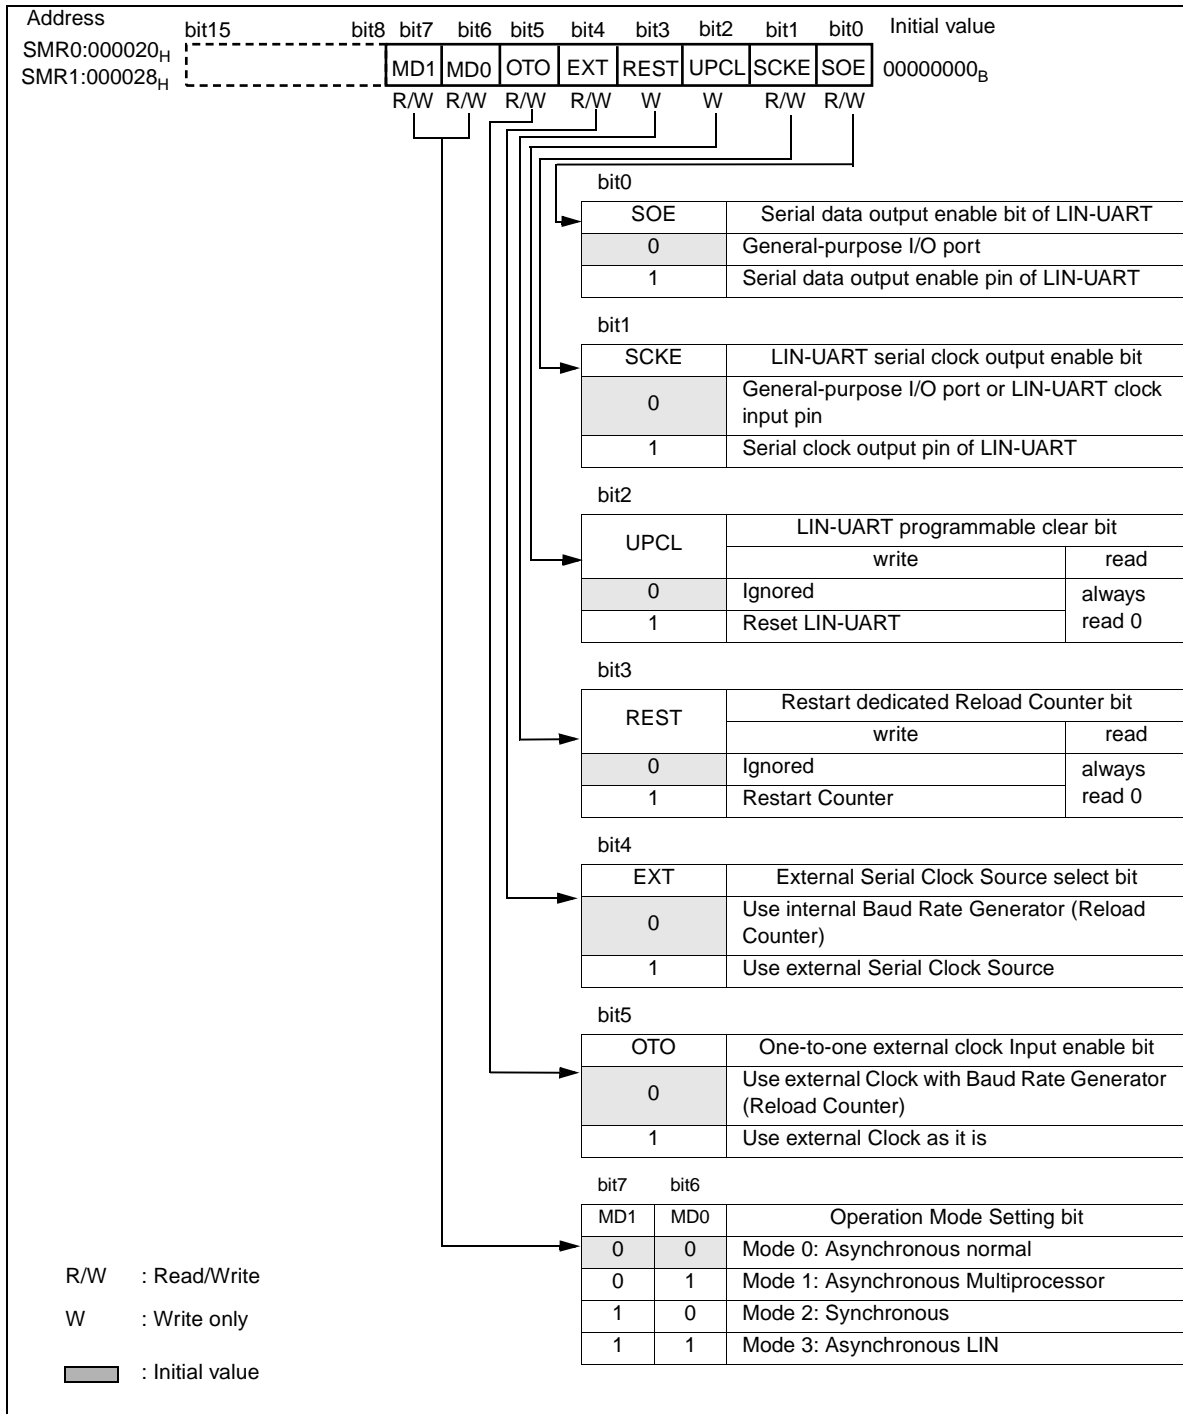 Address
bit15 bit8 bit7 bit6 bit5 bit4 bit3 bit2 bit1 bit0 Initial value
SMR0:000020H
SMR1:000028H
MD1 MD0 OTO EXT REST UPCL SCKE SOE 00000000B
R/W R/W R/W R/W W W R/W R/W
bit0
SOE Serial data output enable bit of LIN-UART
0 General-purpose I/O port
1 Serial data output enable pin of LIN-UART
bit1
SCKE LIN-UART serial clock output enable bit
0 General-purpose I/O port or LIN-UART clock
input pin
1 Serial clock output pin of LIN-UART
bit2
UPCL LIN-UART programmable clear bit
write read
0 Ignored always
1 Reset LIN-UART read 0
bit3
REST Restart dedicated Reload Counter bit
write read
0 Ignored always
1 Restart Counter read 0
bit4
EXT External Serial Clock Source select bit
0 Use internal Baud Rate Generator (Reload
Counter)
1 Use external Serial Clock Source
bit5
OTO One-to-one external clock Input enable bit
0 Use external Clock with Baud Rate Generator
(Reload Counter)
1 Use external Clock as it is
bit7 bit6
MD1 MD0 Operation Mode Setting bit
0 0 Mode 0: Asynchronous normal
0 1 Mode 1: Asynchronous Multiprocessor
1 0 Mode 2: Synchronous
1 1 Mode 3: Asynchronous LIN
R/W : Read/Write
W : Write only
: Initial value